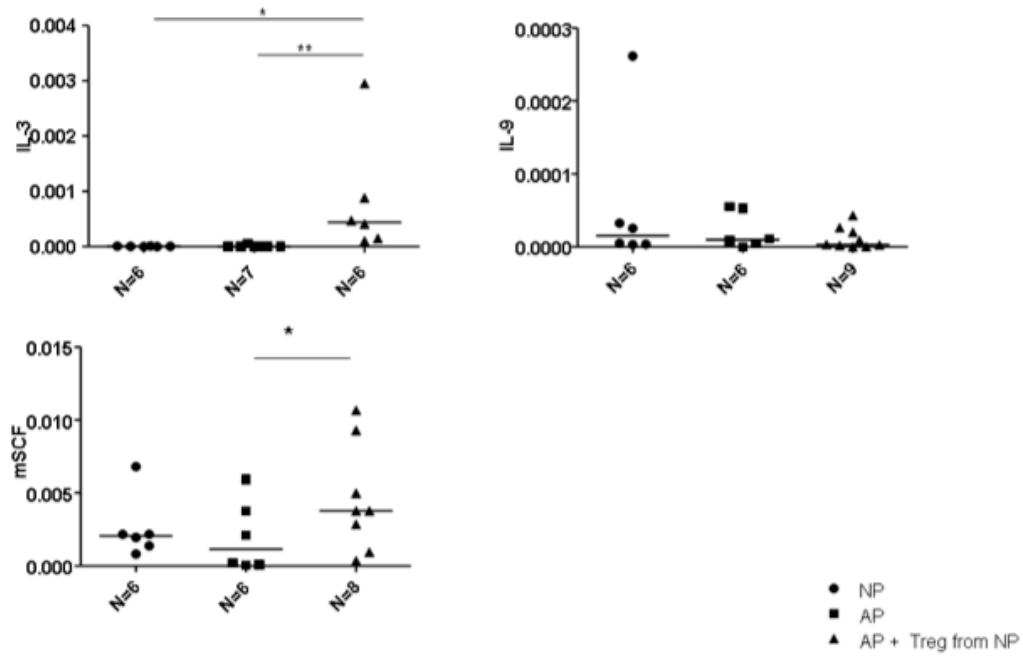 *
**
IL-3
0.004
0.003
0.002
0.001
0.000
N=6
N=7
N=6
IL-9
0.0003
0.0002
0.0001
0.0000
N=6
N=6
N=9
*
mSCF
0.015
0.010
0.005
0.000
N=6
N=6
N=8
NP
AP
AP + Treg from NP